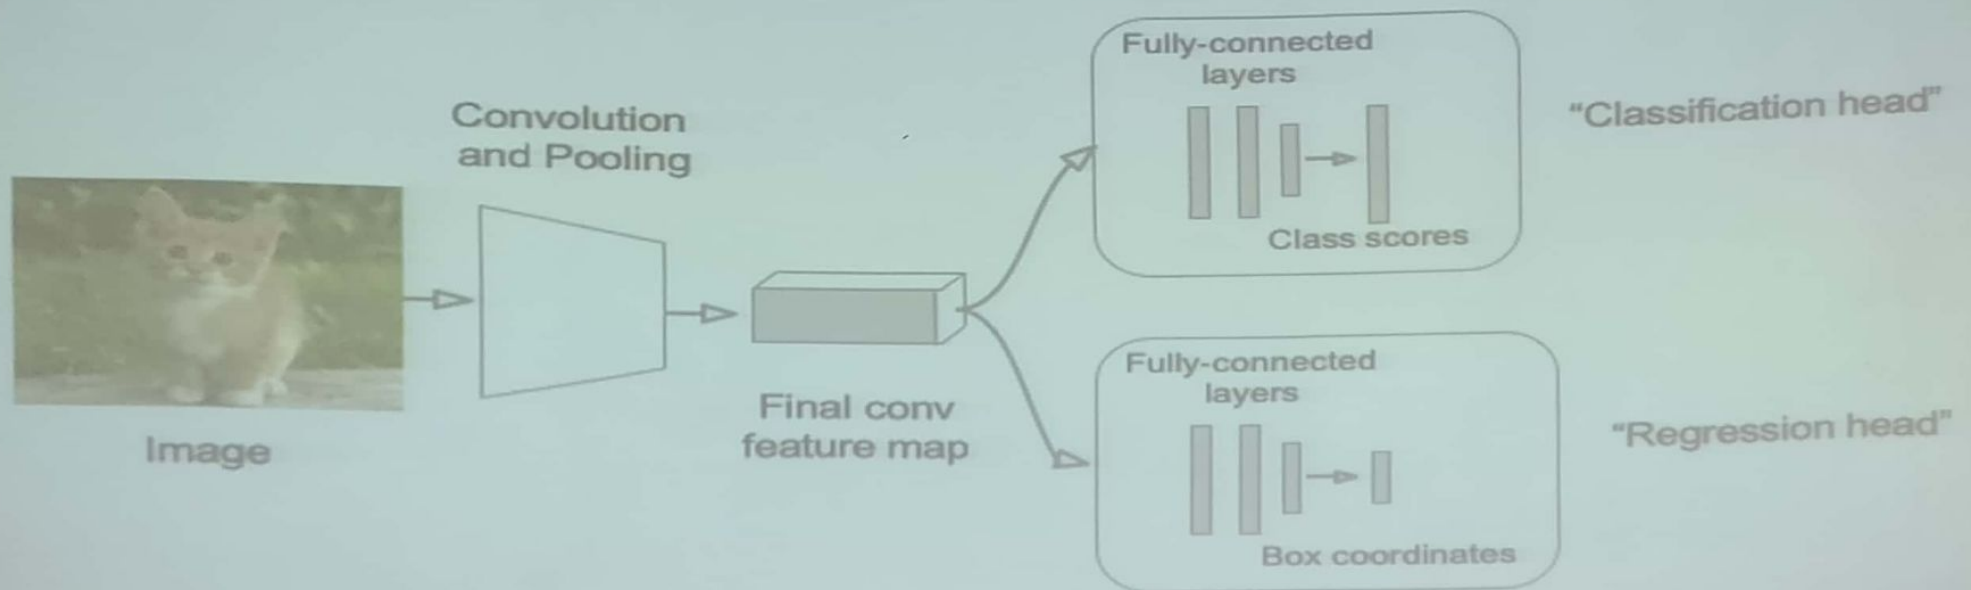 Convolution
and Pooling
Image
Final conv
feature map
Fully-connected
layers
Class scores
"Classification head"
Fully-connected
layers
Box coordinates
"Regression head"